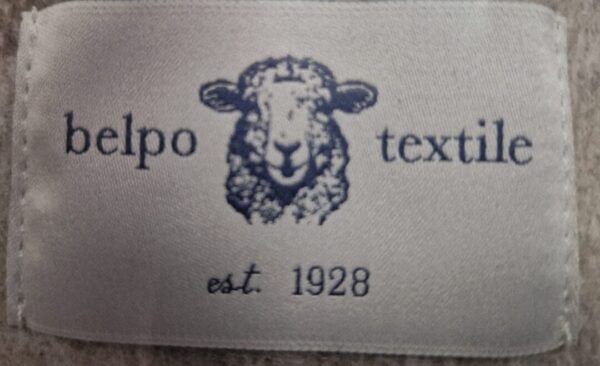 belpo textile
est. 1928